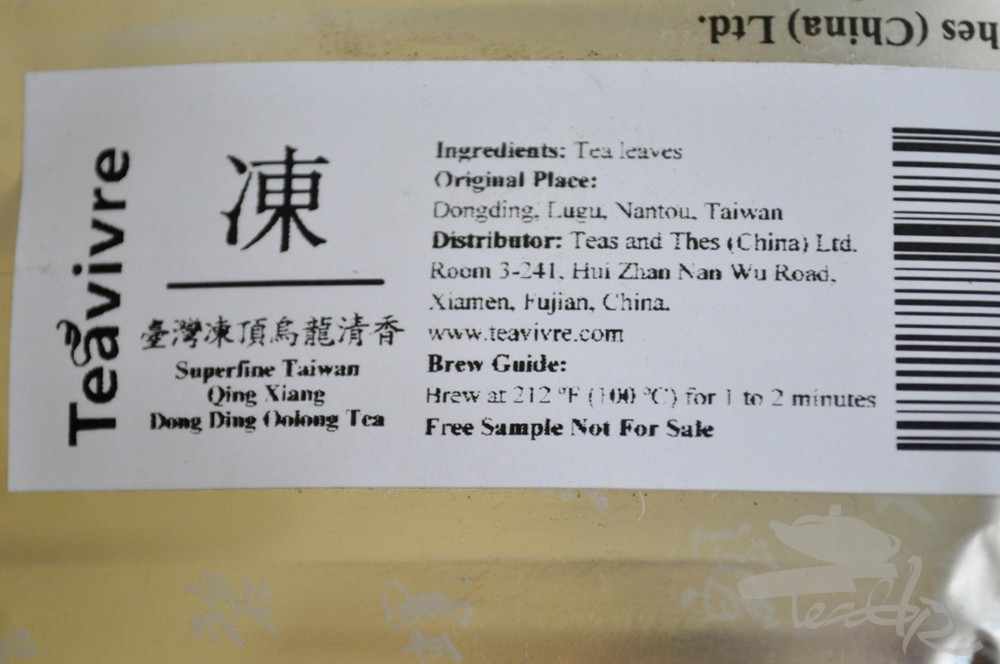 hes (China) Ltd.
Teavivre
凍
臺灣凍頂烏龍清香
Superfine Taiwan
Qing Xiang
Dong Ding Oolong Tea
Ingredients: Tea leaves
Original Place:
Dongding, Lugu, Nantou, Taiwan
Distributor: Teas and Thes (China) Ltd.
Room 3-241, Hui Zhan Nan Wu Road,
Xiamen, Fujian, China.
www.teavivre.com
Brew Guide:
Brew at 212 ºF (100 ºC) for 1 to 2 minutes
Free Sample Not For Sale